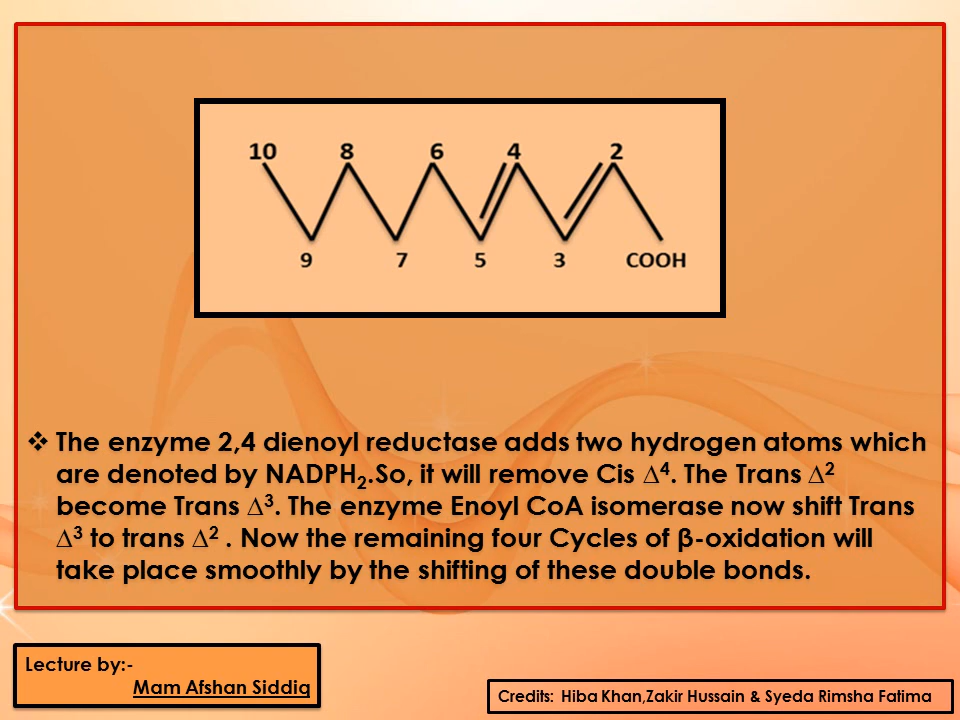 10 8 6 4 2
9 7 5 3 COOH
❖ The enzyme 2,4 dienoyl reductase adds two hydrogen atoms which
are denoted by NADPH₂.So, it will remove Cis ∆⁴. The Trans ∆²
become Trans ∆³. The enzyme Enoyl CoA isomerase now shift Trans
∆³ to trans ∆² . Now the remaining four Cycles of β-oxidation will
take place smoothly by the shifting of these double bonds.
Lecture by:-
Mam Afshan Siddiq
Credits: Hiba Khan,Zakir Hussain & Syeda Rimsha Fatima